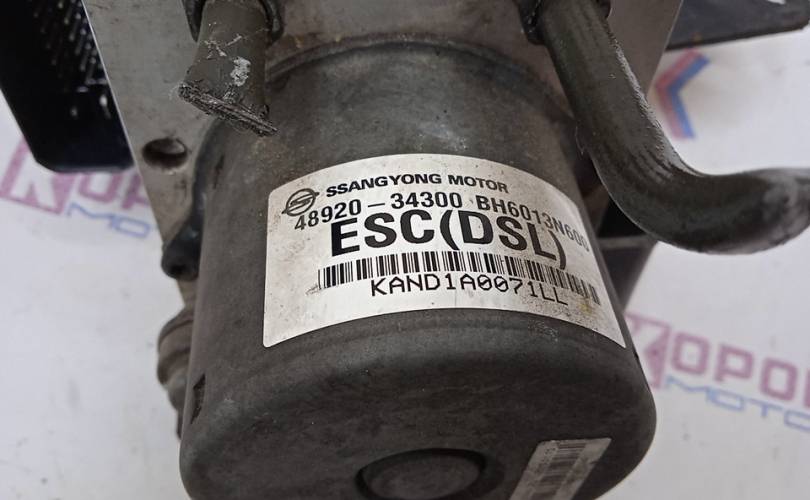 SSANGYONG MOTOR
48920-34300 BH6013N600
ESC(DSL)
KAND1A0071LL